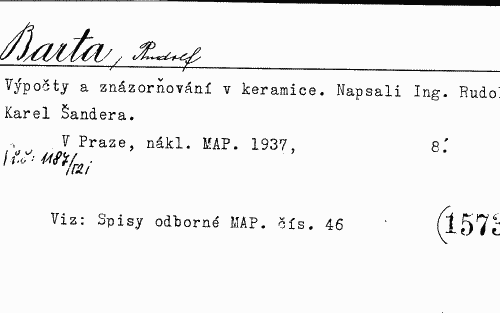 Barta, Rudolf
Výpočty a znázorňování v keramice. Napsali Ing. Rudol
Karel Šandera.
V Praze, nákl. MAP. 1937, 8.
1187/
Viz: Spisy odborné MAP. čís. 46 (1573